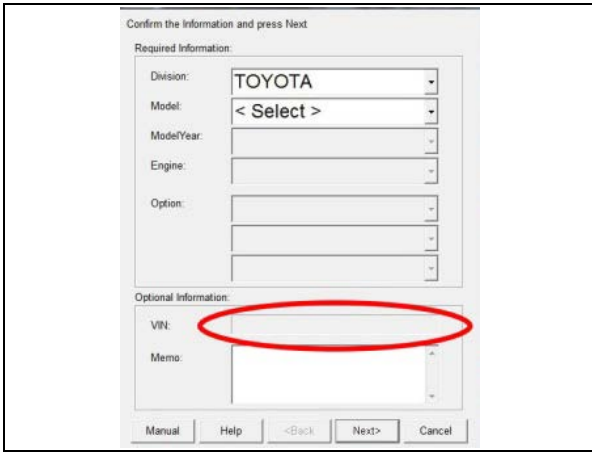 Confirm the Information and press Next
Required Information:
Division: TOYOTA
Model: < Select >
ModelYear:
Engine:
Option:
Optional Information:
VIN:
Memo:
Manual Help <Back Next> Cancel